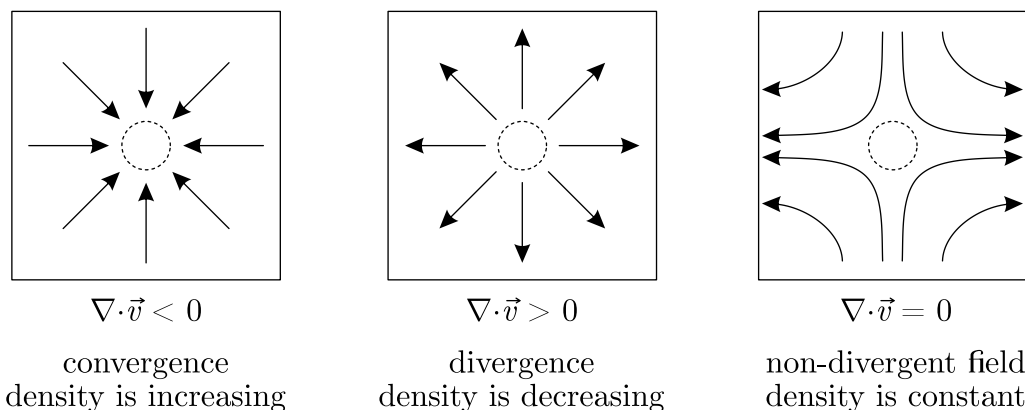 ∇·v⃗ < 0
convergence
density is increasing
∇·v⃗ > 0
divergence
density is decreasing
∇·v⃗ = 0
non-divergent field
density is constant